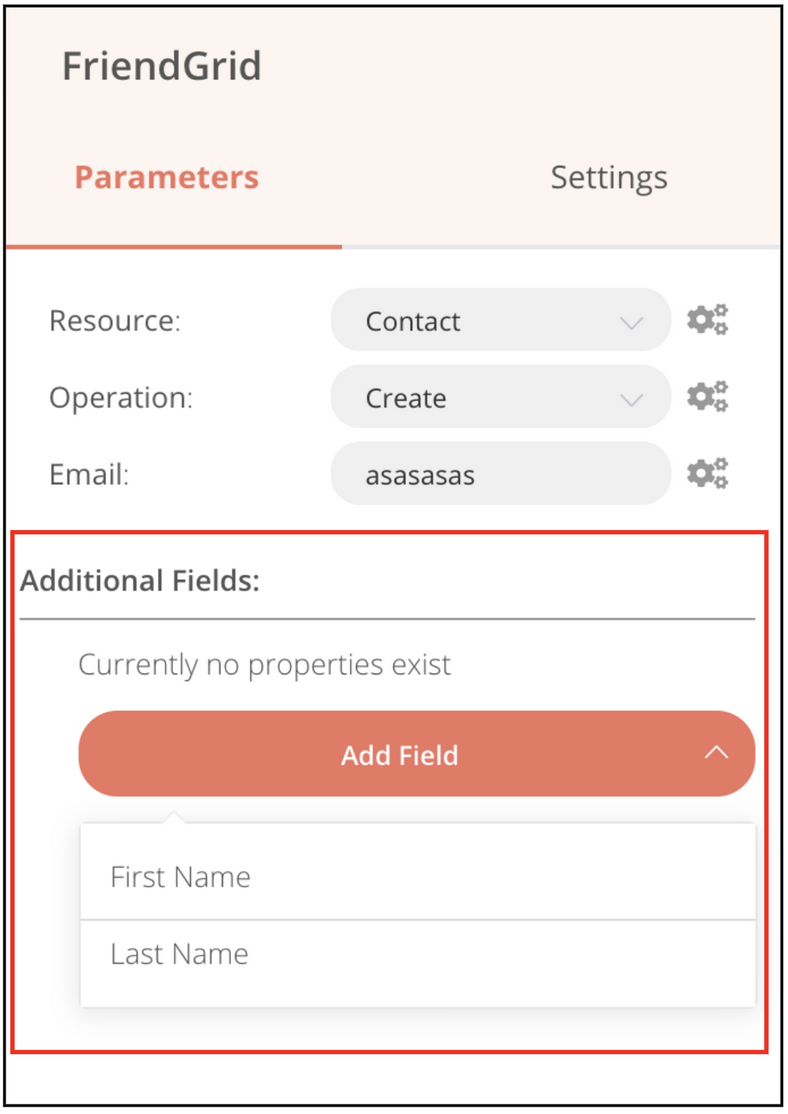 FriendGrid
Parameters Settings
Resource: Contact
Operation: Create
Email: asasasas
Additional Fields:
Currently no properties exist
Add Field
First Name
Last Name